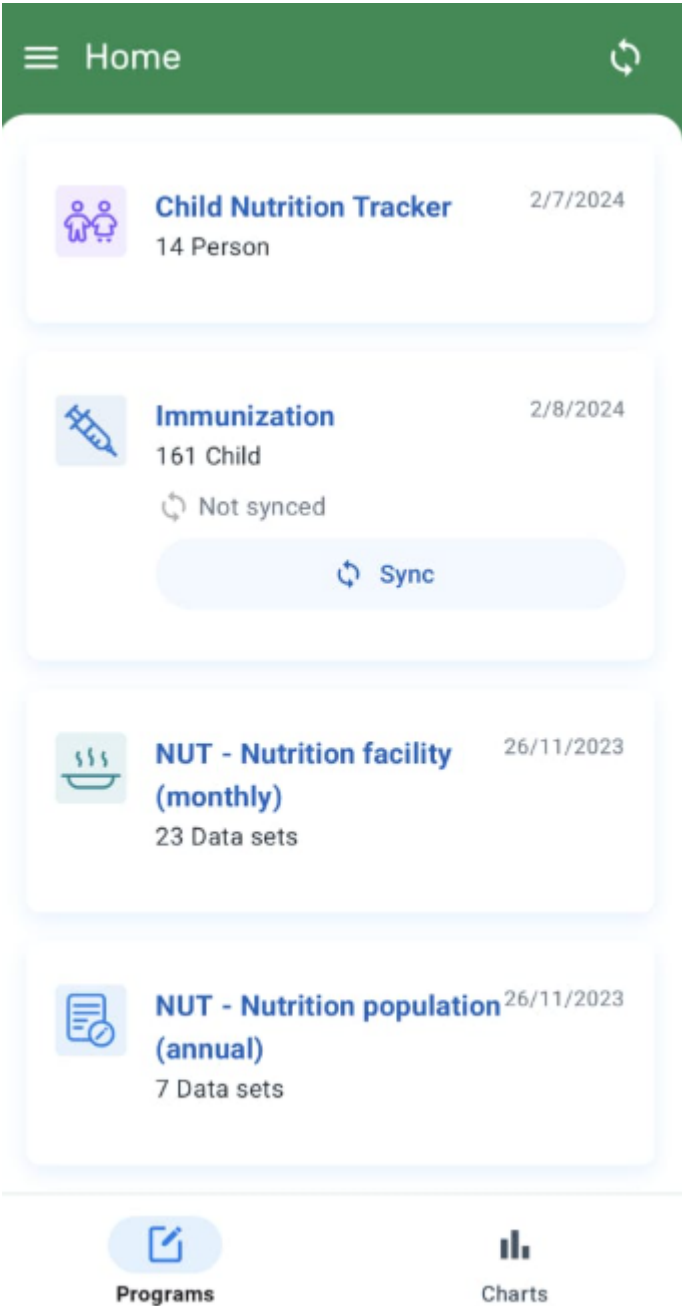 Home
Child Nutrition Tracker 2/7/2024
14 Person
Immunization 2/8/2024
161 Child
Not synced
Sync
NUT - Nutrition facility 26/11/2023
(monthly)
23 Data sets
NUT - Nutrition population 26/11/2023
(annual)
7 Data sets
Programs Charts